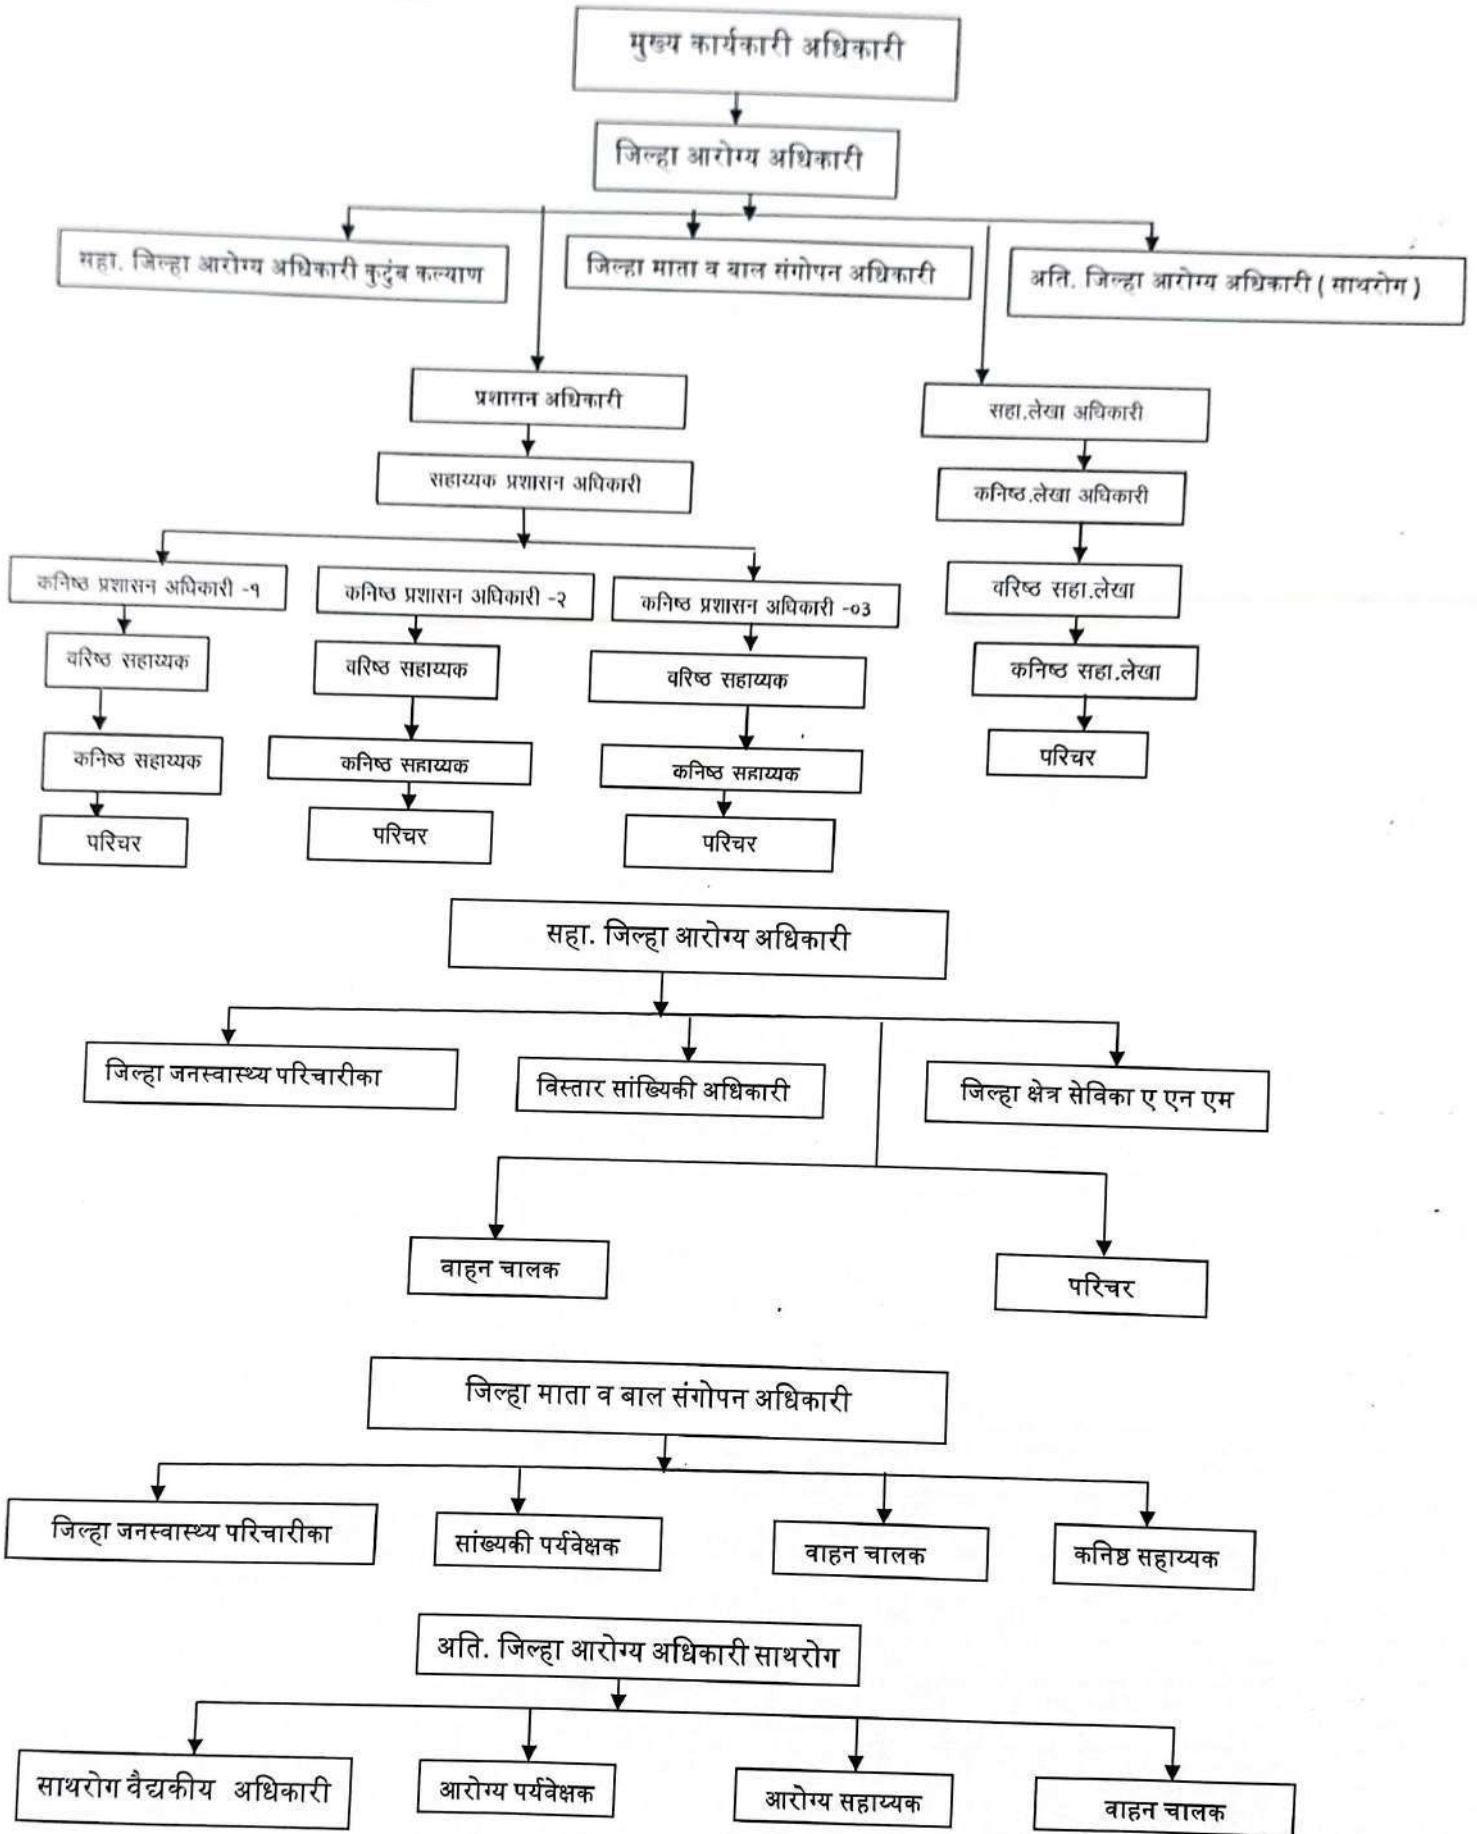 मुख्य कार्यकारी अधिकारी
जिल्हा आरोग्य अधिकारी
सहा. जिल्हा आरोग्य अधिकारी कुटुंब कल्याण
जिल्हा माता व बाल संगोपन अधिकारी
अति. जिल्हा आरोग्य अधिकारी ( साथरोग )
प्रशासन अधिकारी
सहा.लेखा अधिकारी
सहाय्यक प्रशासन अधिकारी
कनिष्ठ.लेखा अधिकारी
कनिष्ठ प्रशासन अधिकारी -१
कनिष्ठ प्रशासन अधिकारी -२
कनिष्ठ प्रशासन अधिकारी -०३
वरिष्ठ सहा.लेखा
वरिष्ठ सहाय्यक
वरिष्ठ सहाय्यक
वरिष्ठ सहाय्यक
कनिष्ठ सहा.लेखा
कनिष्ठ सहाय्यक
कनिष्ठ सहाय्यक
कनिष्ठ सहाय्यक
परिचर
परिचर
परिचर
परिचर
सहा. जिल्हा आरोग्य अधिकारी
जिल्हा जनस्वास्थ्य परिचारीका
विस्तार सांख्यिकी अधिकारी
जिल्हा क्षेत्र सेविका ए एन एम
वाहन चालक
परिचर
जिल्हा माता व बाल संगोपन अधिकारी
जिल्हा जनस्वास्थ्य परिचारीका
सांख्यकी पर्यवेक्षक
वाहन चालक
कनिष्ठ सहाय्यक
अति. जिल्हा आरोग्य अधिकारी साथरोग
साथरोग वैद्यकीय अधिकारी
आरोग्य पर्यवेक्षक
आरोग्य सहाय्यक
वाहन चालक